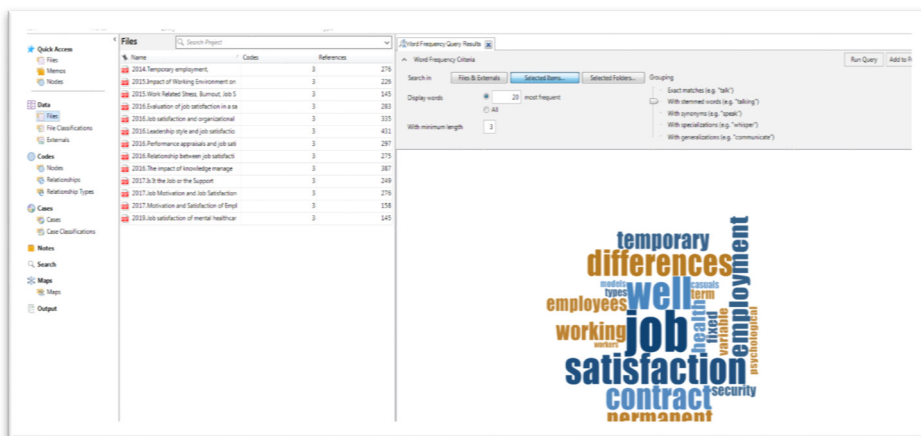 Quick Access
Files
Memos
Nodes
Data
Files
File Classifications
Externals
Codes
Nodes
Relationships
Relationship Types
Cases
Cases
Case Classifications
Notes
Search
Maps
Maps
Output
Files
Search Project
Name Codes References
2014.Temporary employment. 3 276
2015.Impact of Working Environment on 3 226
2015.Work Related Stress, Burnout, Job S 3 145
2016.Evaluation of job satisfaction in a sa 3 283
2016.Job satisfaction and organizational 3 335
2016.Leadership style and job satisfactio 3 431
2016.Performance appraisals and job sati 3 297
2016.Relationship between job satisfacti 3 275
2016.The impact of knowledge manage 3 387
2017.Is It the Job or the Support 3 249
2017.Job Motivation and Job Satisfaction 3 276
2017.Motivation and Satisfaction of Empl 3 158
2019.Job satisfaction of mental healthcar 3 145
Word Frequency Query Results
Word Frequency Criteria
Run Query Add to
Search in Files & Externals Selected Items... Selected Folders... Grouping
Display words 20 most frequent
All
With minimum length 3
Exact matches (e.g. "talk")
With stemmed words (e.g. "talking")
With synonyms (e.g. "speak")
With specializations (e.g. "whisper")
With generalizations (e.g. "communicate")
temporary
differences
models
types
well
casuals
term
employees
employment
working
workers
job
health
fixed
variable
psychological
satisfaction
contract
security
permanent